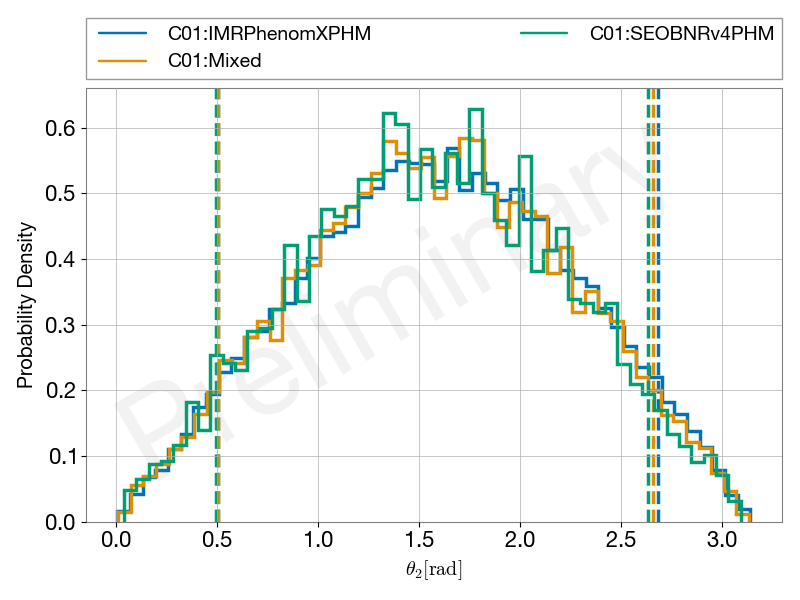 C01:IMRPhenomXPHM
C01:Mixed
C01:SEOBNRv4PHM
Preliminary
Probability Density
0.6
0.5
0.4
0.3
0.2
0.1
0.0
0.0 0.5 1.0 1.5 2.0 2.5 3.0
θ₂[rad]